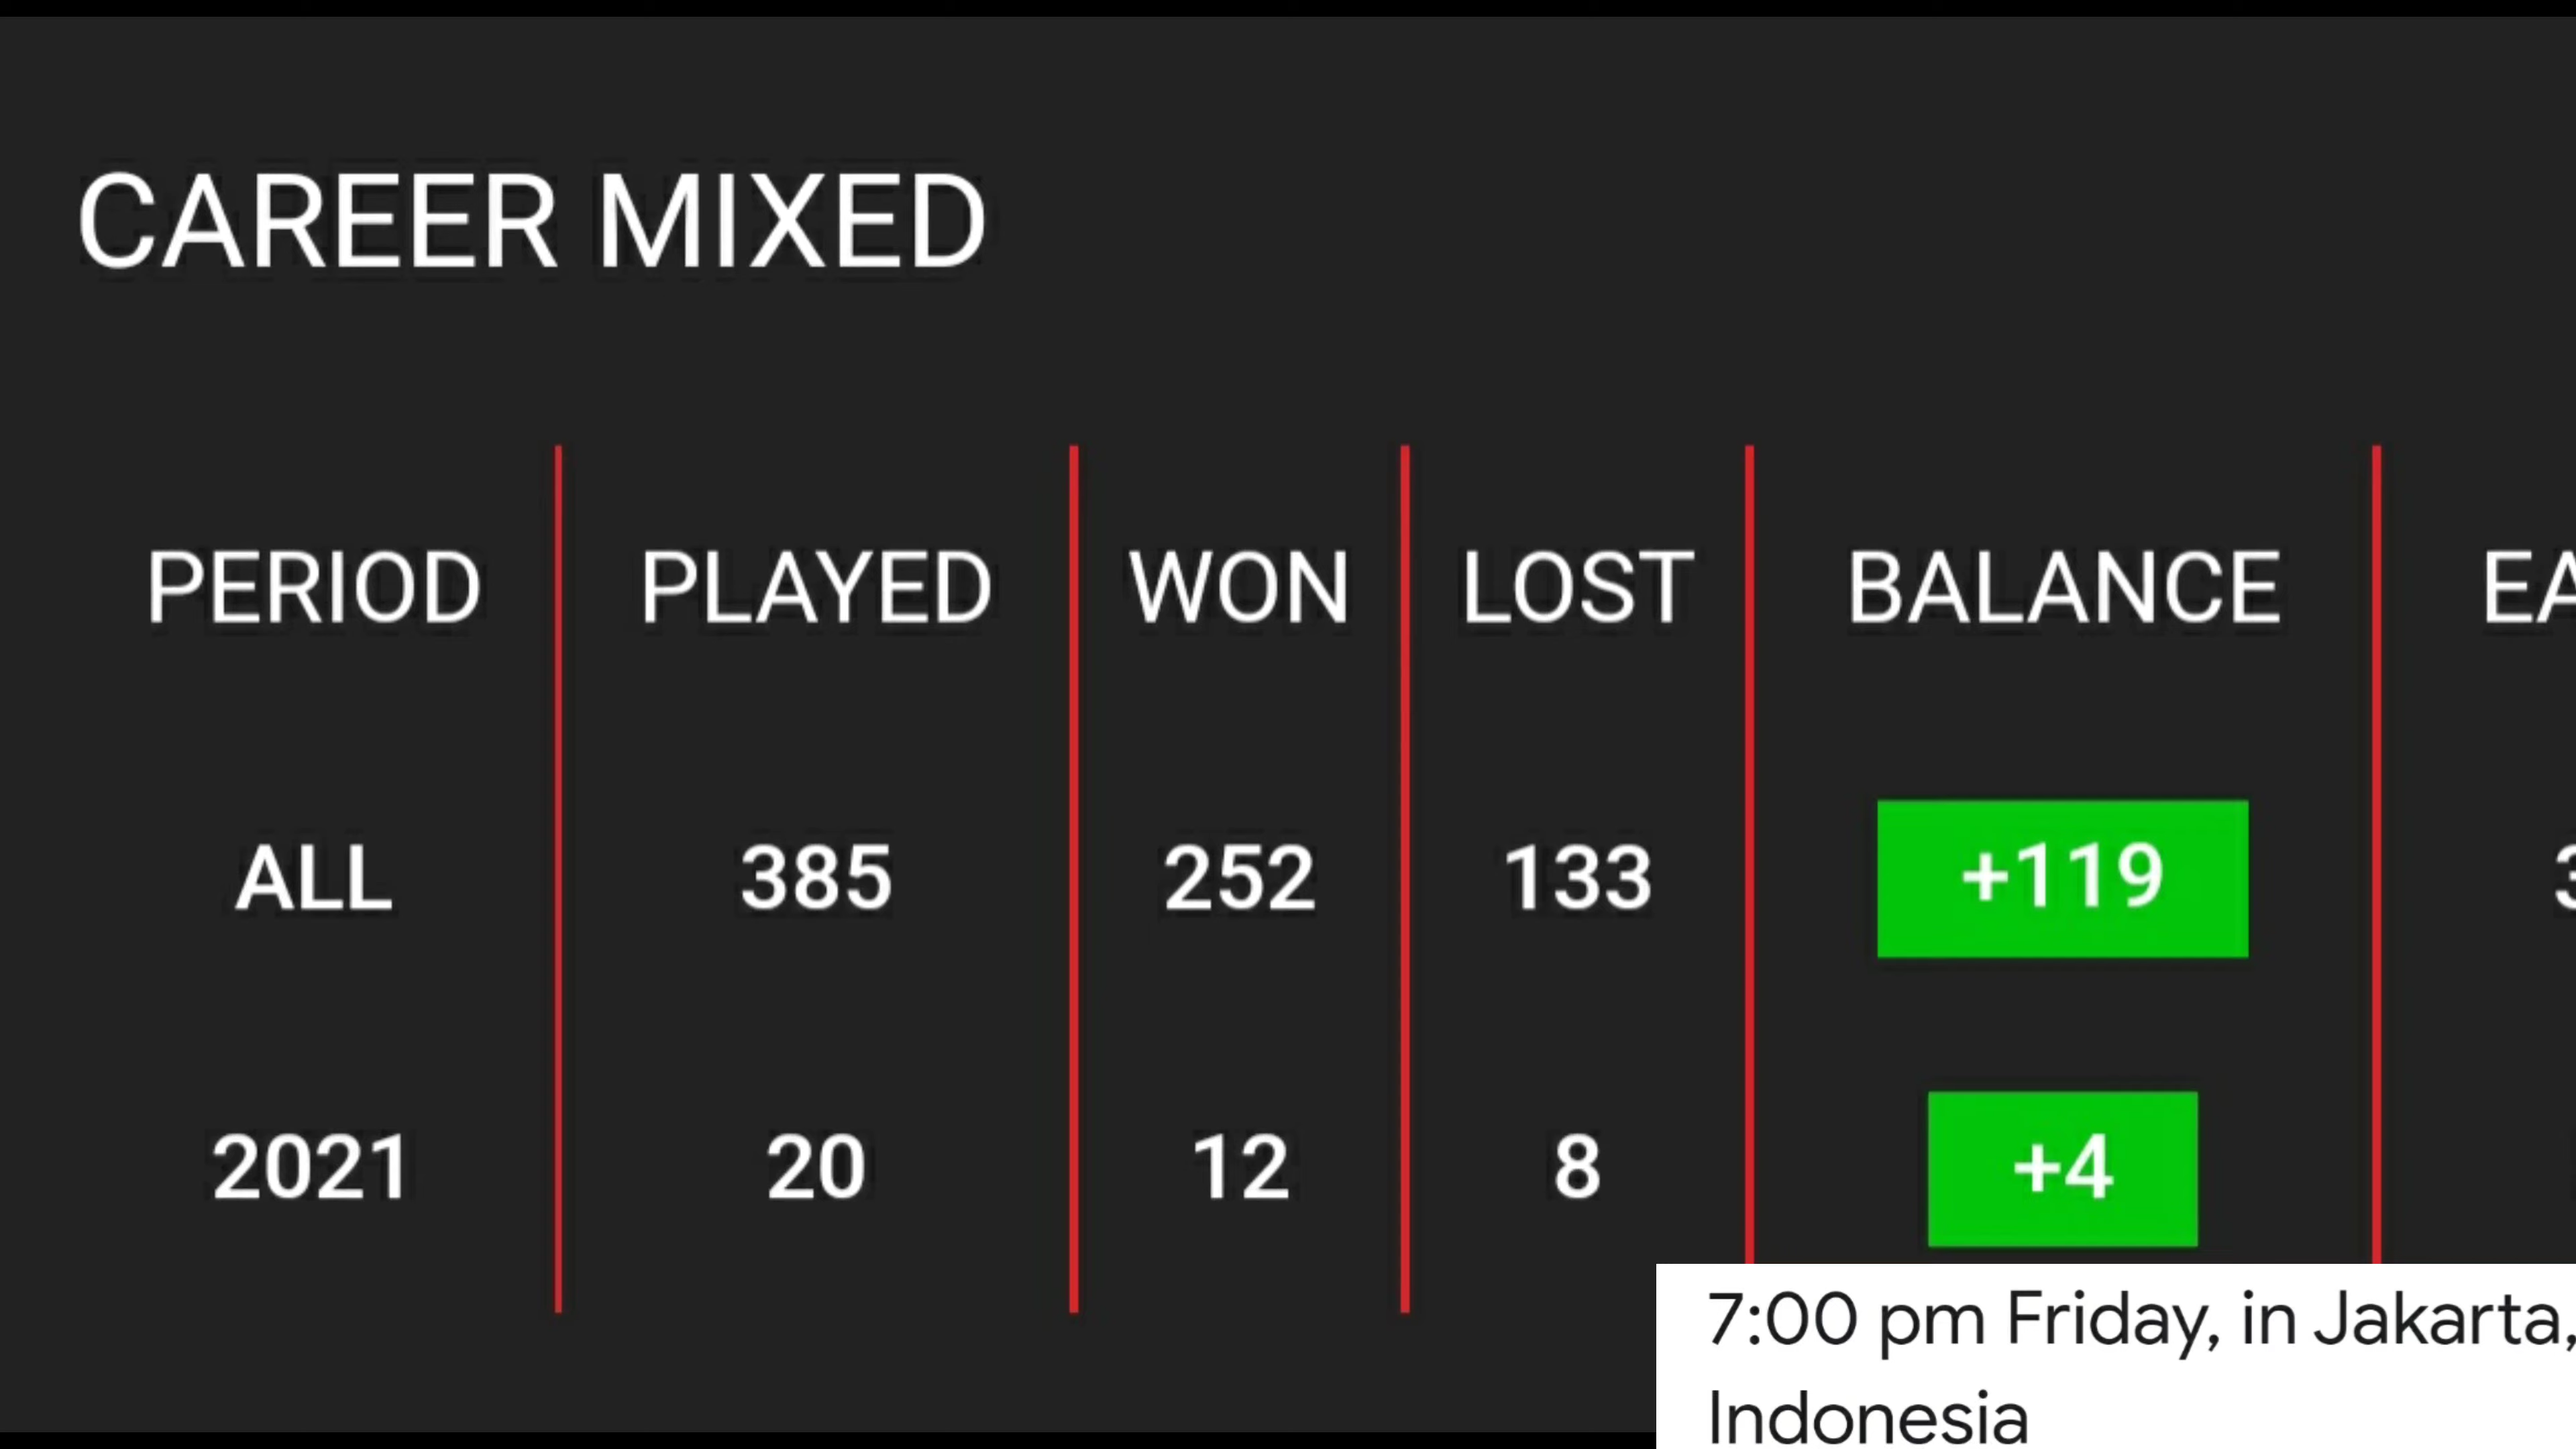 CAREER MIXED
PERIOD PLAYED WON LOST BALANCE
ALL 385 252 133 +119
2021 20 12 8 +4
7:00 pm Friday, in Jakarta,
Indonesia